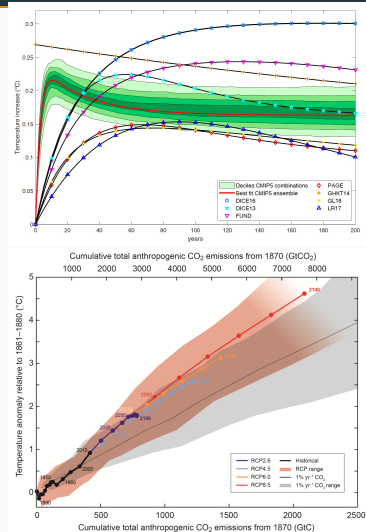 0.3
0.25
0.2
0.15
0.1
0.05
0
Temperature increase (°C)
0 20 40 60 80 100 120 140 160 180 200
years
Deciles CMIP5 combinations
Best fit CMIP5 ensemble
DICE16
DICE13
FUND
PAGE
GHKT14
GL18
LR17
Cumulative total anthropogenic CO2 emissions from 1870 (GtCO2)
1000 2000 3000 4000 5000 6000 7000 8000
5
4
3
2
1
0
Temperature anomaly relative to 1861–1880 (°C)
2100
2100
2050
2050
2100
2010
2000
1950
1980
1890
RCP2.6
RCP4.5
RCP6.0
RCP8.5
Historical
RCP range
1% yr⁻¹ CO2
1% yr⁻¹ CO2 range
0 500 1000 1500 2000 2500
Cumulative total anthropogenic CO2 emissions from 1870 (GtC)